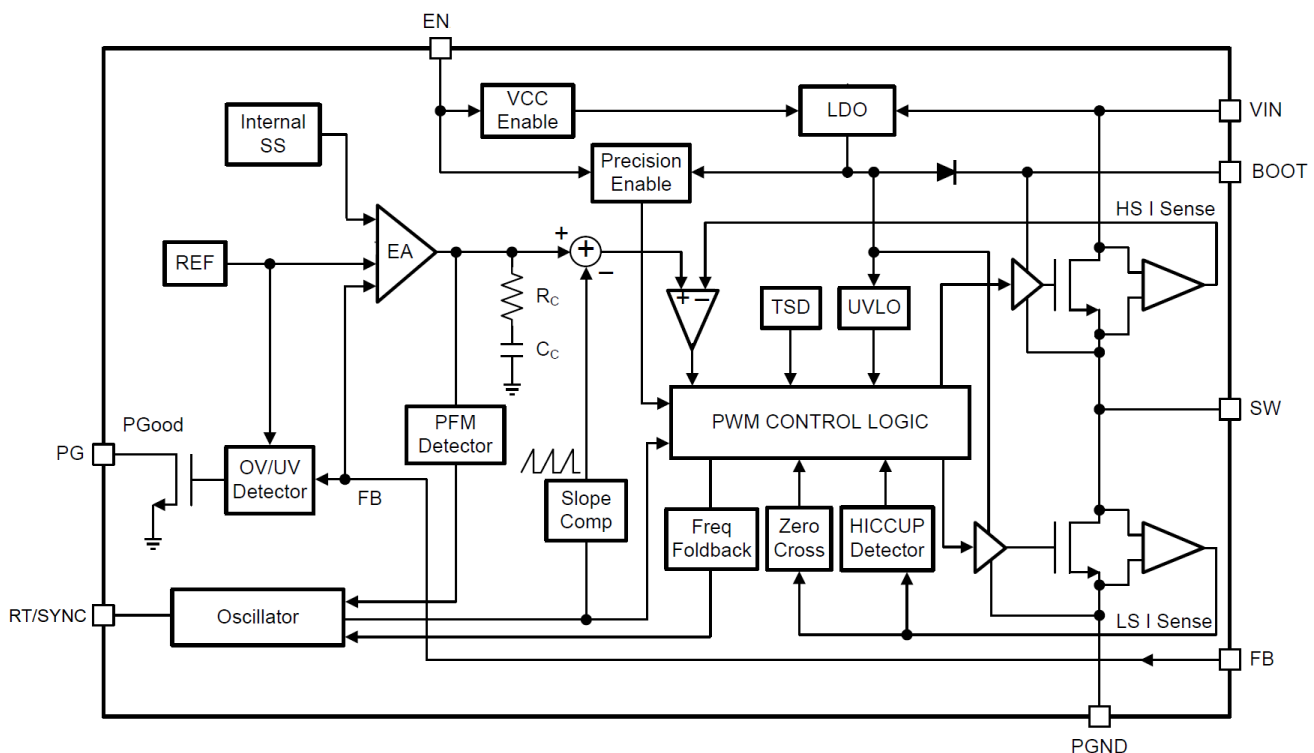 EN
VCC
Enable
LDO
VIN
Internal
SS
Precision
Enable
BOOT
HS I Sense
REF
EA
+
+
−
+ −
RC
CC
TSD
UVLO
PWM CONTROL LOGIC
SW
PGood
PG
OV/UV
Detector
FB
PFM
Detector
Slope
Comp
Freq
Foldback
Zero
Cross
HICCUP
Detector
RT/SYNC
Oscillator
LS I Sense
FB
PGND